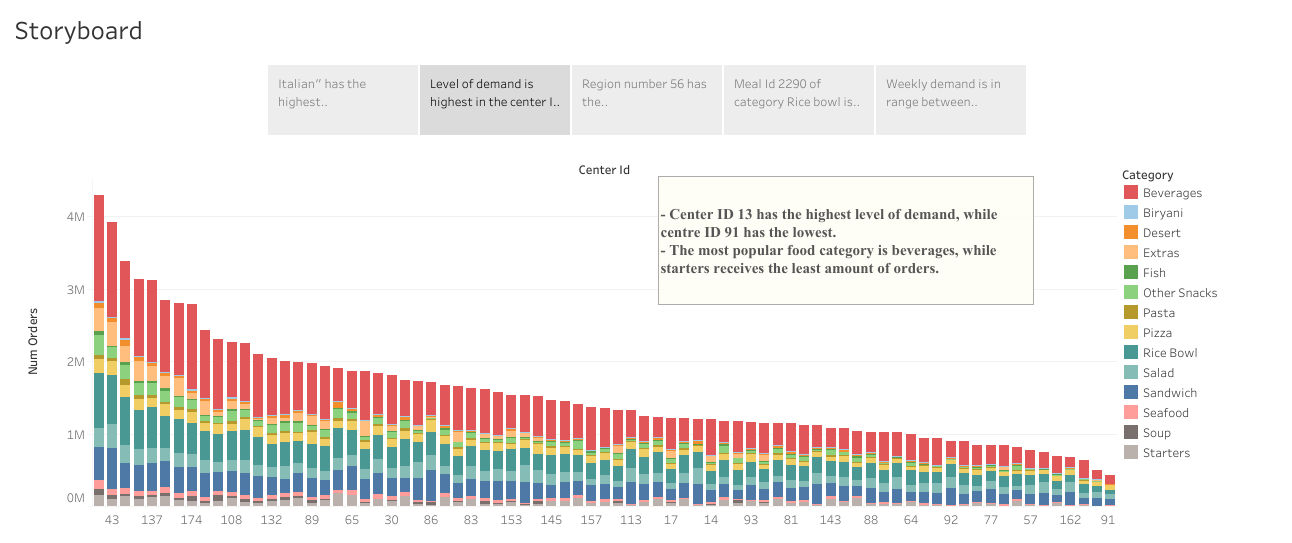 Storyboard
Italian" has the
highest..
Level of demand is
highest in the center I..
Region number 56 has
the..
Meal Id 2290 of
category Rice bowl is..
Weekly demand is in
range between..
Center Id
- Center ID 13 has the highest level of demand, while
centre ID 91 has the lowest.
- The most popular food category is beverages, while
starters receives the least amount of orders.
Category
Beverages
Biryani
Desert
Extras
Fish
Other Snacks
Pasta
Pizza
Rice Bowl
Salad
Sandwich
Seafood
Soup
Starters
Num Orders
4M
3M
2M
1M
0M
43 137 174 108 132 89 65 30 86 83 153 145 157 113 17 14 93 81 143 88 64 92 77 57 162 91